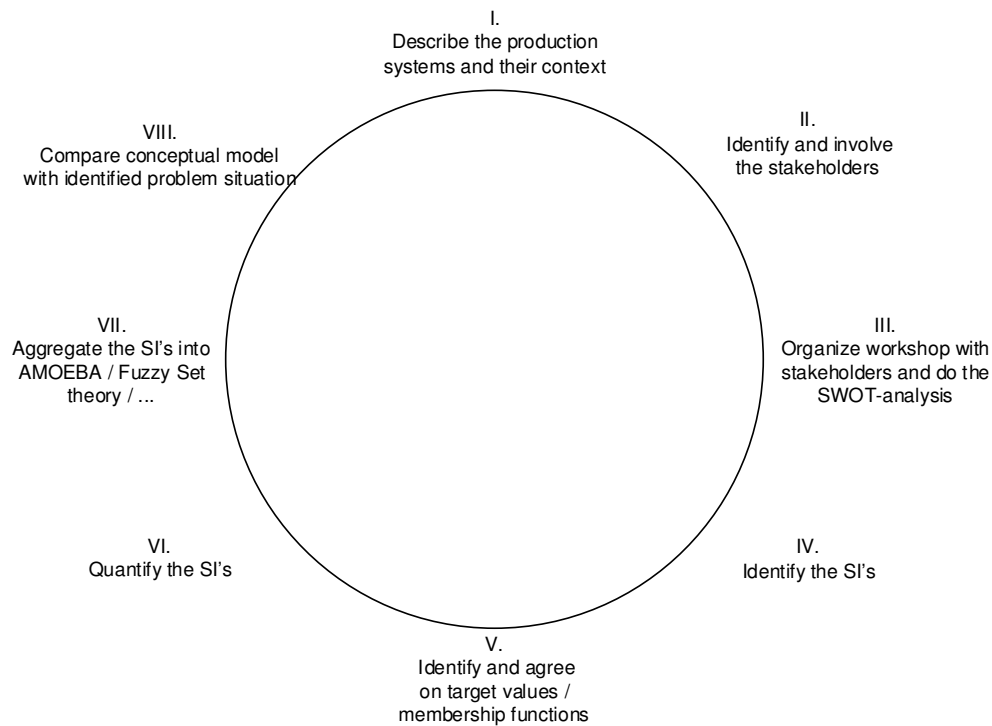 I.
Describe the production
systems and their context
II.
Identify and involve
the stakeholders
III.
Organize workshop with
stakeholders and do the
SWOT-analysis
IV.
Identify the SI's
V.
Identify and agree
on target values /
membership functions
VI.
Quantify the SI's
VII.
Aggregate the SI's into
AMOEBA / Fuzzy Set
theory / ...
VIII.
Compare conceptual model
with identified problem situation